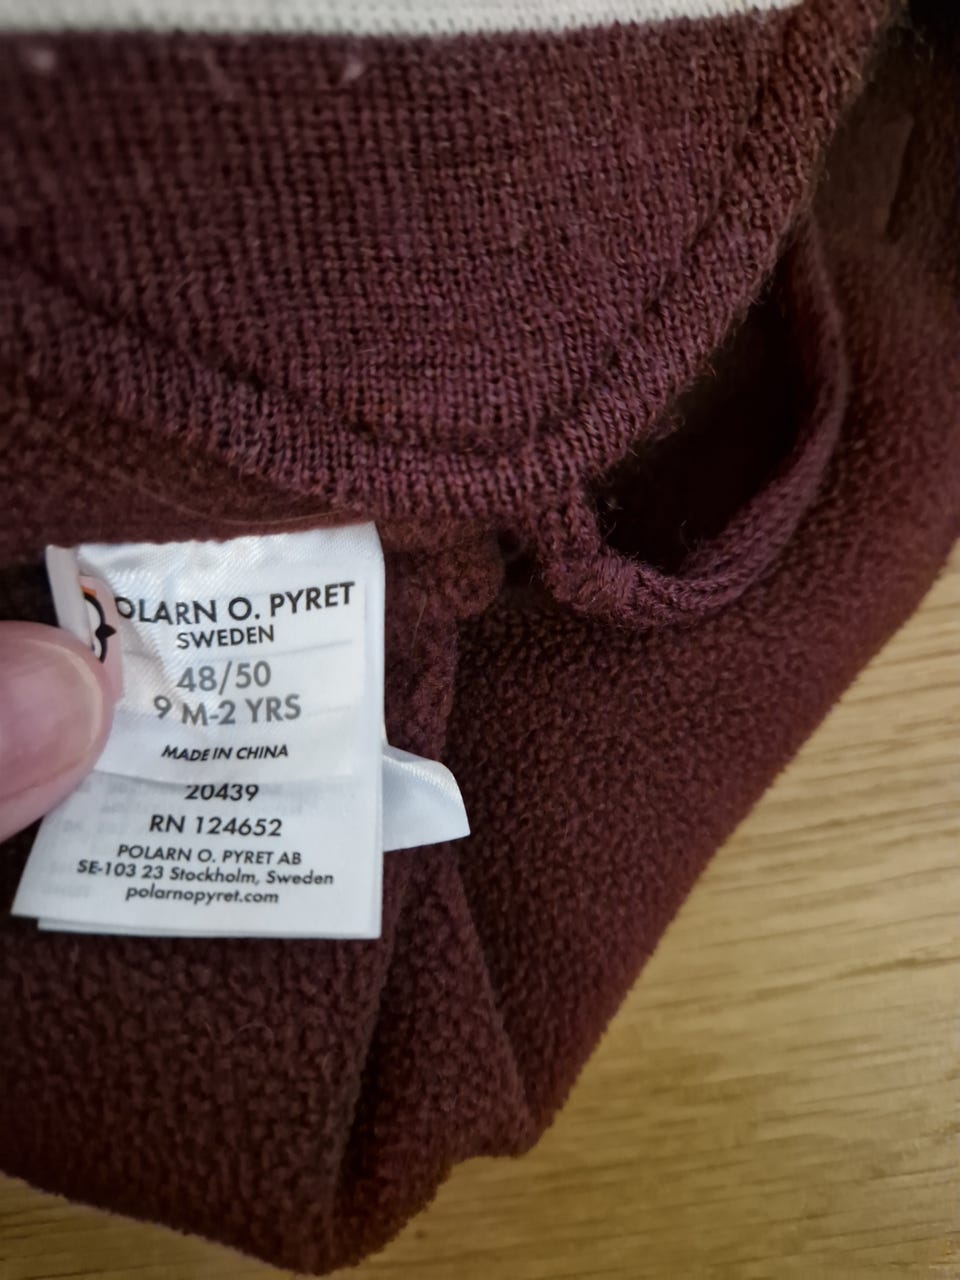 OLARN O. PYRET
SWEDEN
48/50
9 M-2 YRS
MADE IN CHINA
20439
RN 124652
POLARN O. PYRET AB
SE-103 23 Stockholm, Sweden
polarnopyret.com